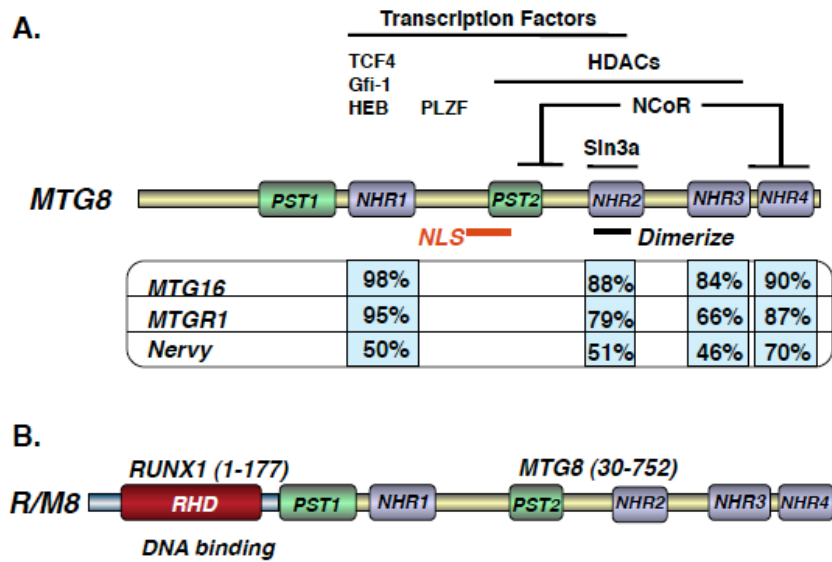 A.
Transcription Factors
TCF4
Gfi-1
HEB PLZF
HDACs
NCoR
Sin3a
MTG8 PST1 NHR1 PST2 NHR2 NHR3 NHR4
NLS Dimerize
MTG16 98% 88% 84% 90%
MTGR1 95% 79% 66% 87%
Nervy 50% 51% 46% 70%
B.
RUNX1 (1-177) MTG8 (30-752)
R/M8 RHD PST1 NHR1 PST2 NHR2 NHR3 NHR4
DNA binding